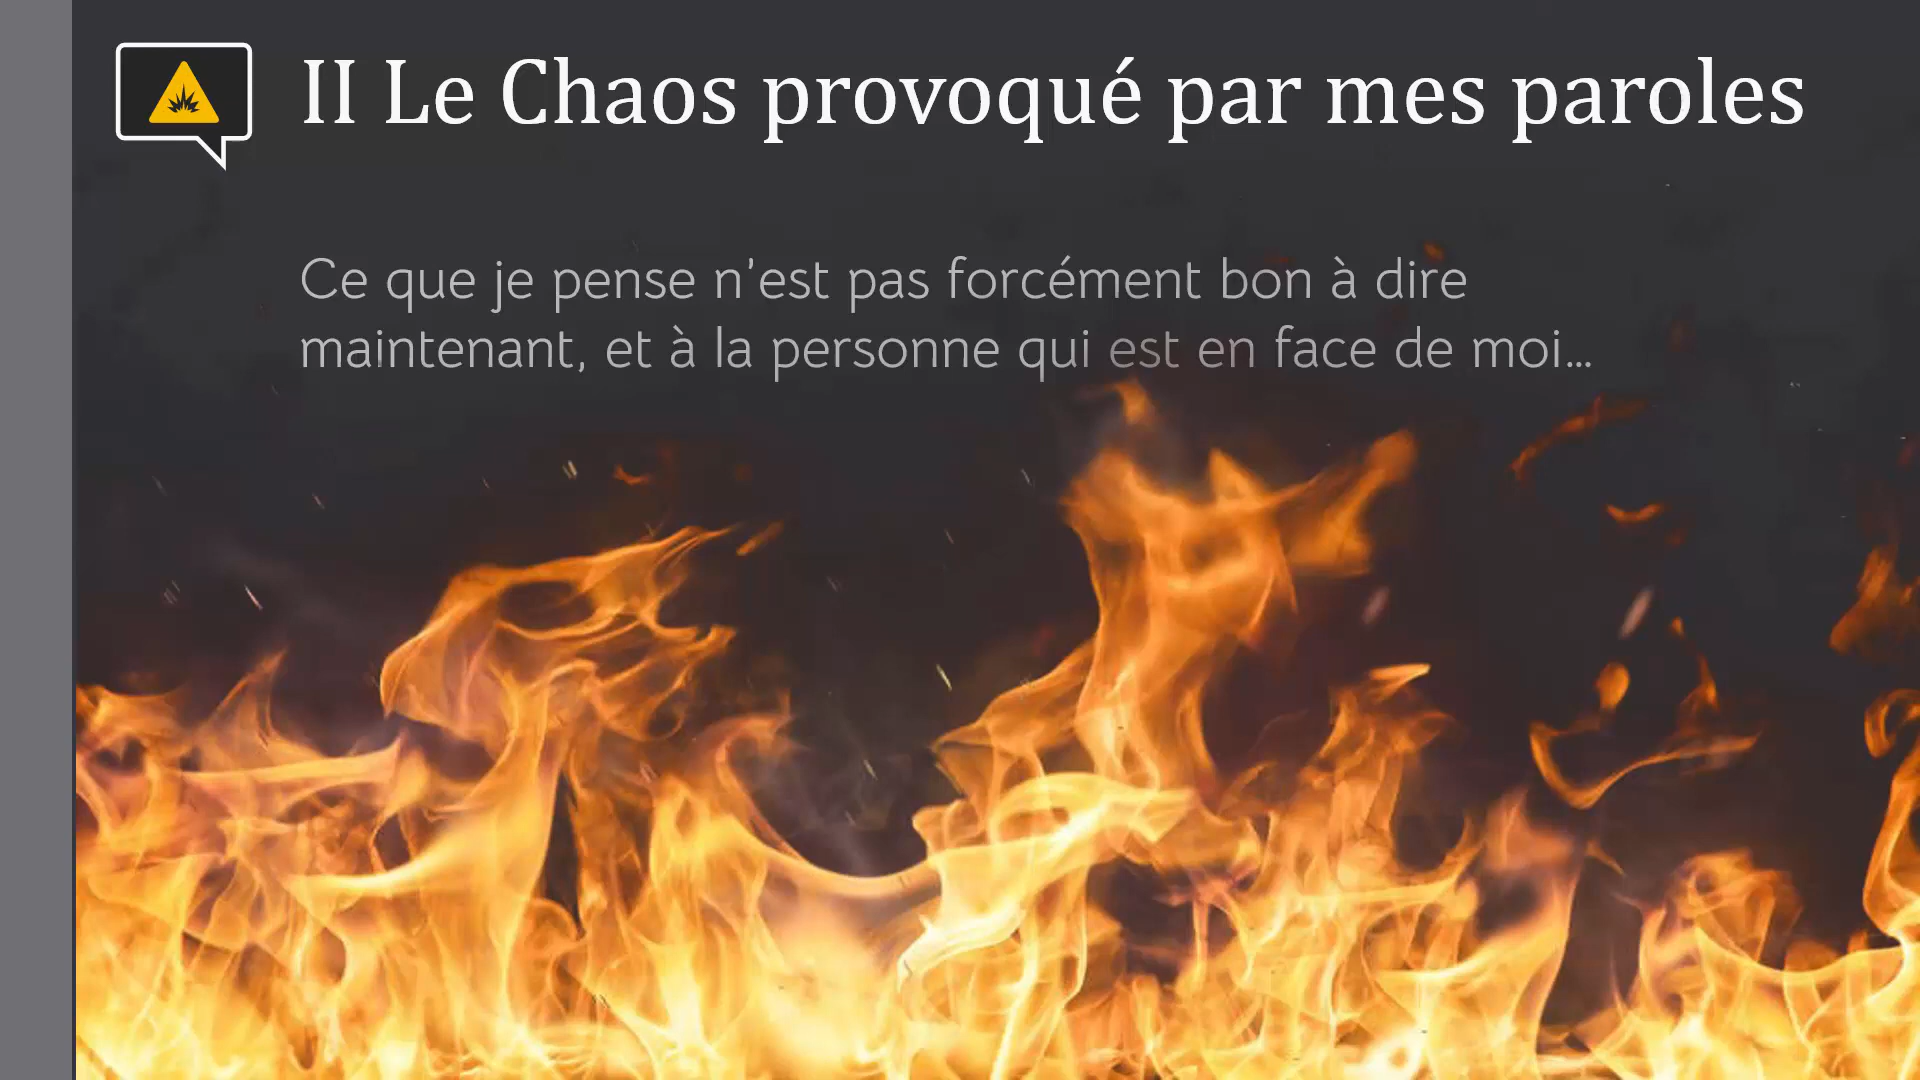 II Le Chaos provoqué par mes paroles
Ce que je pense n'est pas forcément bon à dire
maintenant, et à la personne qui est en face de moi…